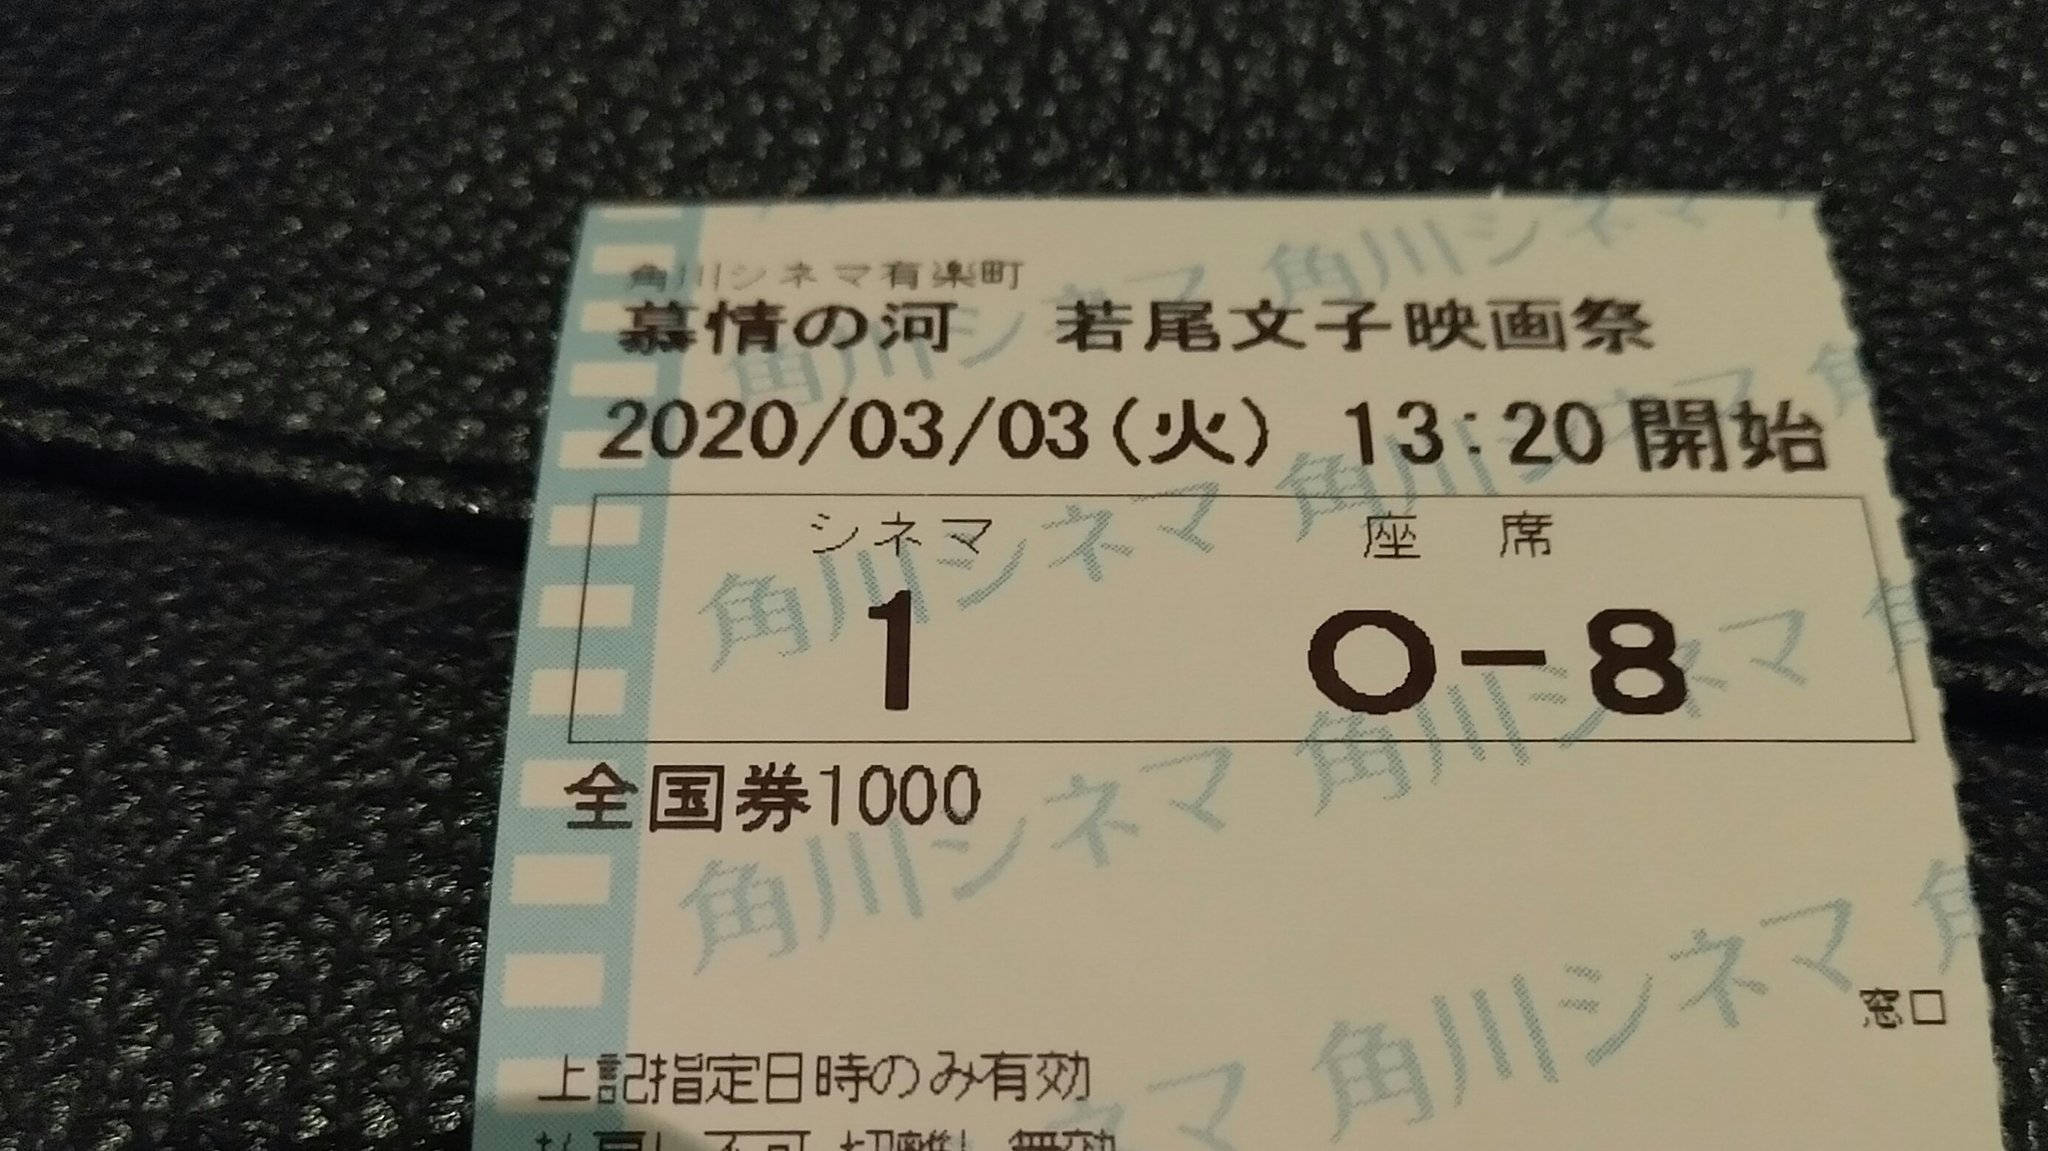 角川シネマ有楽町
慕情の河　若尾文子映画祭
2020/03/03(火) 13:20開始
シネマ 座 席
1 O-8
全国券1000
窓口
上記指定日時のみ有効